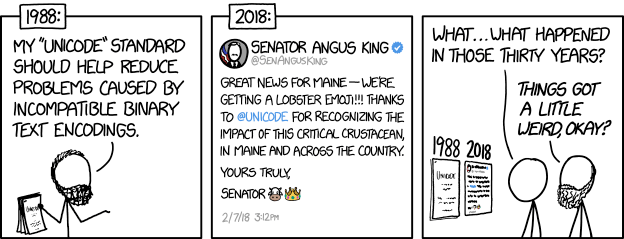 1988:
MY "UNICODE" STANDARD
SHOULD HELP REDUCE
PROBLEMS CAUSED BY
INCOMPATIBLE BINARY
TEXT ENCODINGS.
2018:
SENATOR ANGUS KING
@SENANGUSKING
GREAT NEWS FOR MAINE—WE'RE
GETTING A LOBSTER EMOJI!!! THANKS
TO @UNICODE FOR RECOGNIZING THE
IMPACT OF THIS CRITICAL CRUSTACEAN,
IN MAINE AND ACROSS THE COUNTRY.
YOURS TRULY,
SENATOR 🐮👑
2/7/18 3:12PM
WHAT...WHAT HAPPENED
IN THOSE THIRTY YEARS?
THINGS GOT
A LITTLE
WEIRD, OKAY?
1988 2018
UNICODE